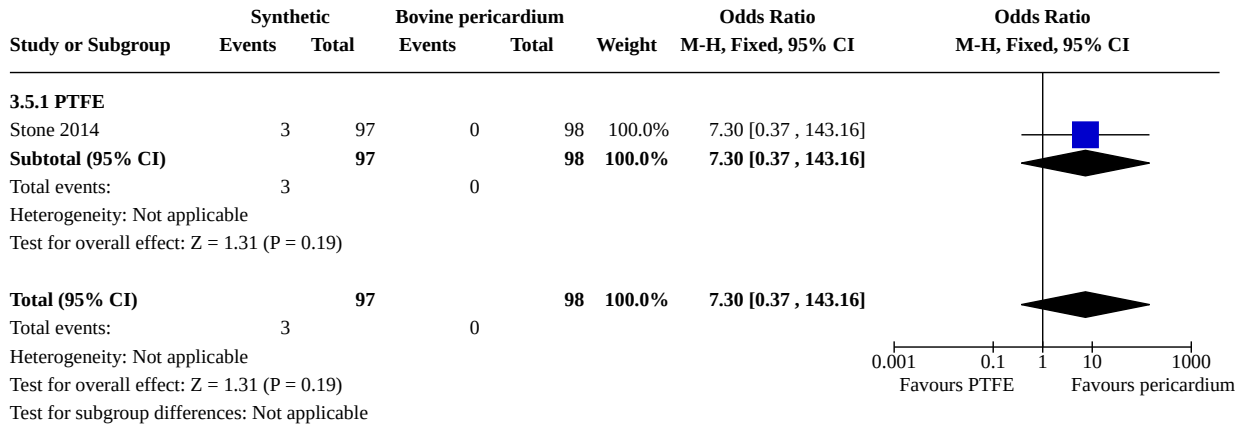 Synthetic Bovine pericardium Odds Ratio Odds Ratio
Study or Subgroup Events Total Events Total Weight M-H, Fixed, 95% CI M-H, Fixed, 95% CI
3.5.1 PTFE
Stone 2014 3 97 0 98 100.0% 7.30 [0.37 , 143.16]
Subtotal (95% CI) 97 98 100.0% 7.30 [0.37 , 143.16]
Total events: 3 0
Heterogeneity: Not applicable
Test for overall effect: Z = 1.31 (P = 0.19)
Total (95% CI) 97 98 100.0% 7.30 [0.37 , 143.16]
Total events: 3 0
Heterogeneity: Not applicable
0.001 0.1 1 10 1000
Test for overall effect: Z = 1.31 (P = 0.19)
Favours PTFE Favours pericardium
Test for subgroup differences: Not applicable